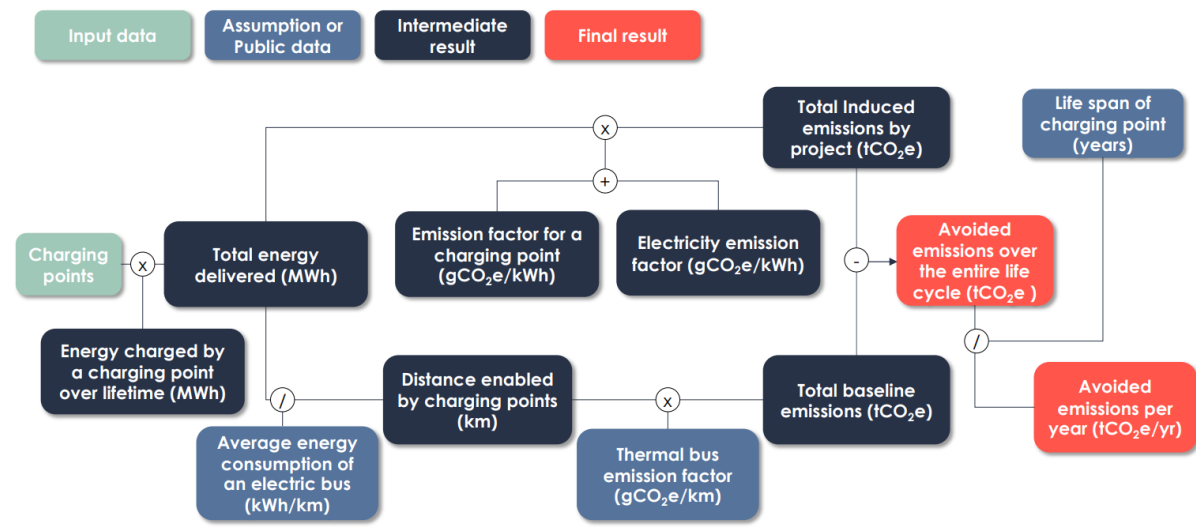 Input data
Assumption or
Public data
Intermediate
result
Final result
Total Induced
emissions by
project (tCO₂e)
Life span of
charging point
(years)
x
+
Charging
points
x
Total energy
delivered (MWh)
Emission factor for a
charging point
(gCO₂e/kWh)
Electricity emission
factor (gCO₂e/kWh)
-
Avoided
emissions over
the entire life
cycle (tCO₂e )
Energy charged by
a charging point
over lifetime (MWh)
/
Distance enabled
by charging points
(km)
x
Total baseline
emissions (tCO₂e)
/
Avoided
emissions per
year (tCO₂e/yr)
Average energy
consumption of
an electric bus
(kWh/km)
Thermal bus
emission factor
(gCO₂e/km)